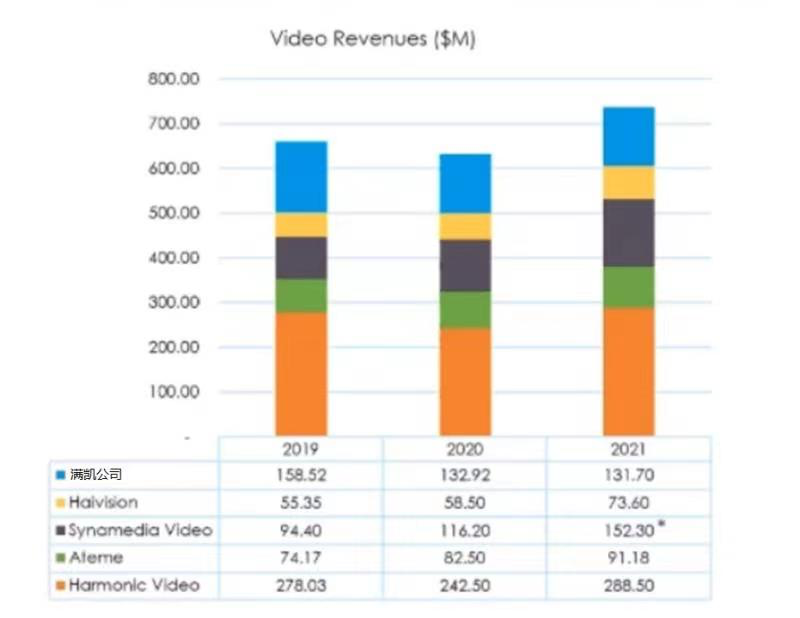 Video Revenues ($M)
800.00
700.00
600.00
500.00
400.00
300.00
200.00
100.00
-
2019 2020 2021
满凯公司 158.52 132.92 131.70
Haivision 55.35 58.50 73.60
Synamedia Video 94.40 116.20 152.30*
Ateme 74.17 82.50 91.18
Harmonic Video 278.03 242.50 288.50